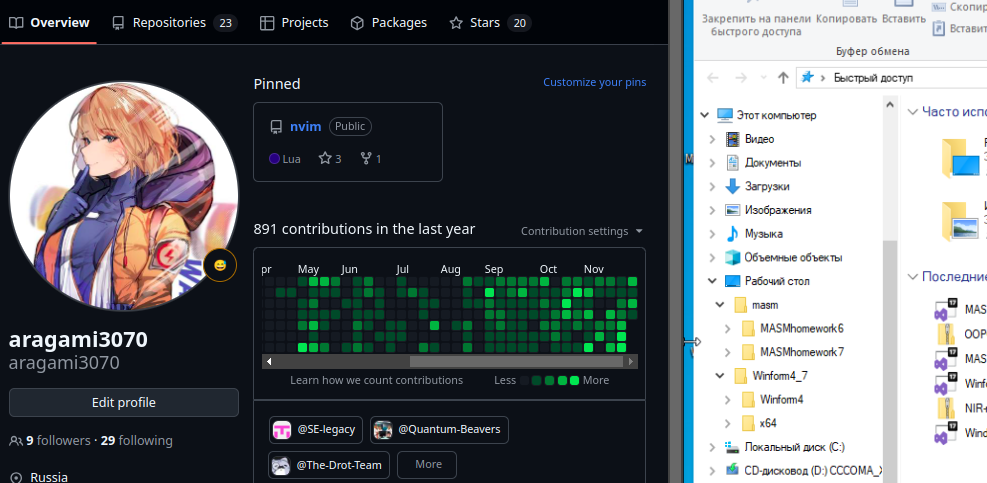 Overview Repositories 23 Projects Packages Stars 20
Pinned Customize your pins
nvim Public
Lua 3 1
891 contributions in the last year Contribution settings
pr May Jun Jul Aug Sep Oct Nov
Learn how we count contributions Less More
@SE-legacy @Quantum-Beavers
@The-Drot-Team More
aragami3070
aragami3070
Edit profile
9 followers · 29 following
Russia
Закрепить на панели
быстрого доступа
Копировать
Вставить
Буфер обмена
Быстрый доступ
Этот компьютер
Видео
Документы
Загрузки
Изображения
Музыка
Объемные объекты
Рабочий стол
masm
MASMhomework6
MASMhomework7
Winform4_7
Winform4
x64
Локальный диск (C:)
CD-дисковод (D:) CCCOMA_X
Часто испо
Последние
MAS
OOP
MAS
Winfo
NIR+
Wind